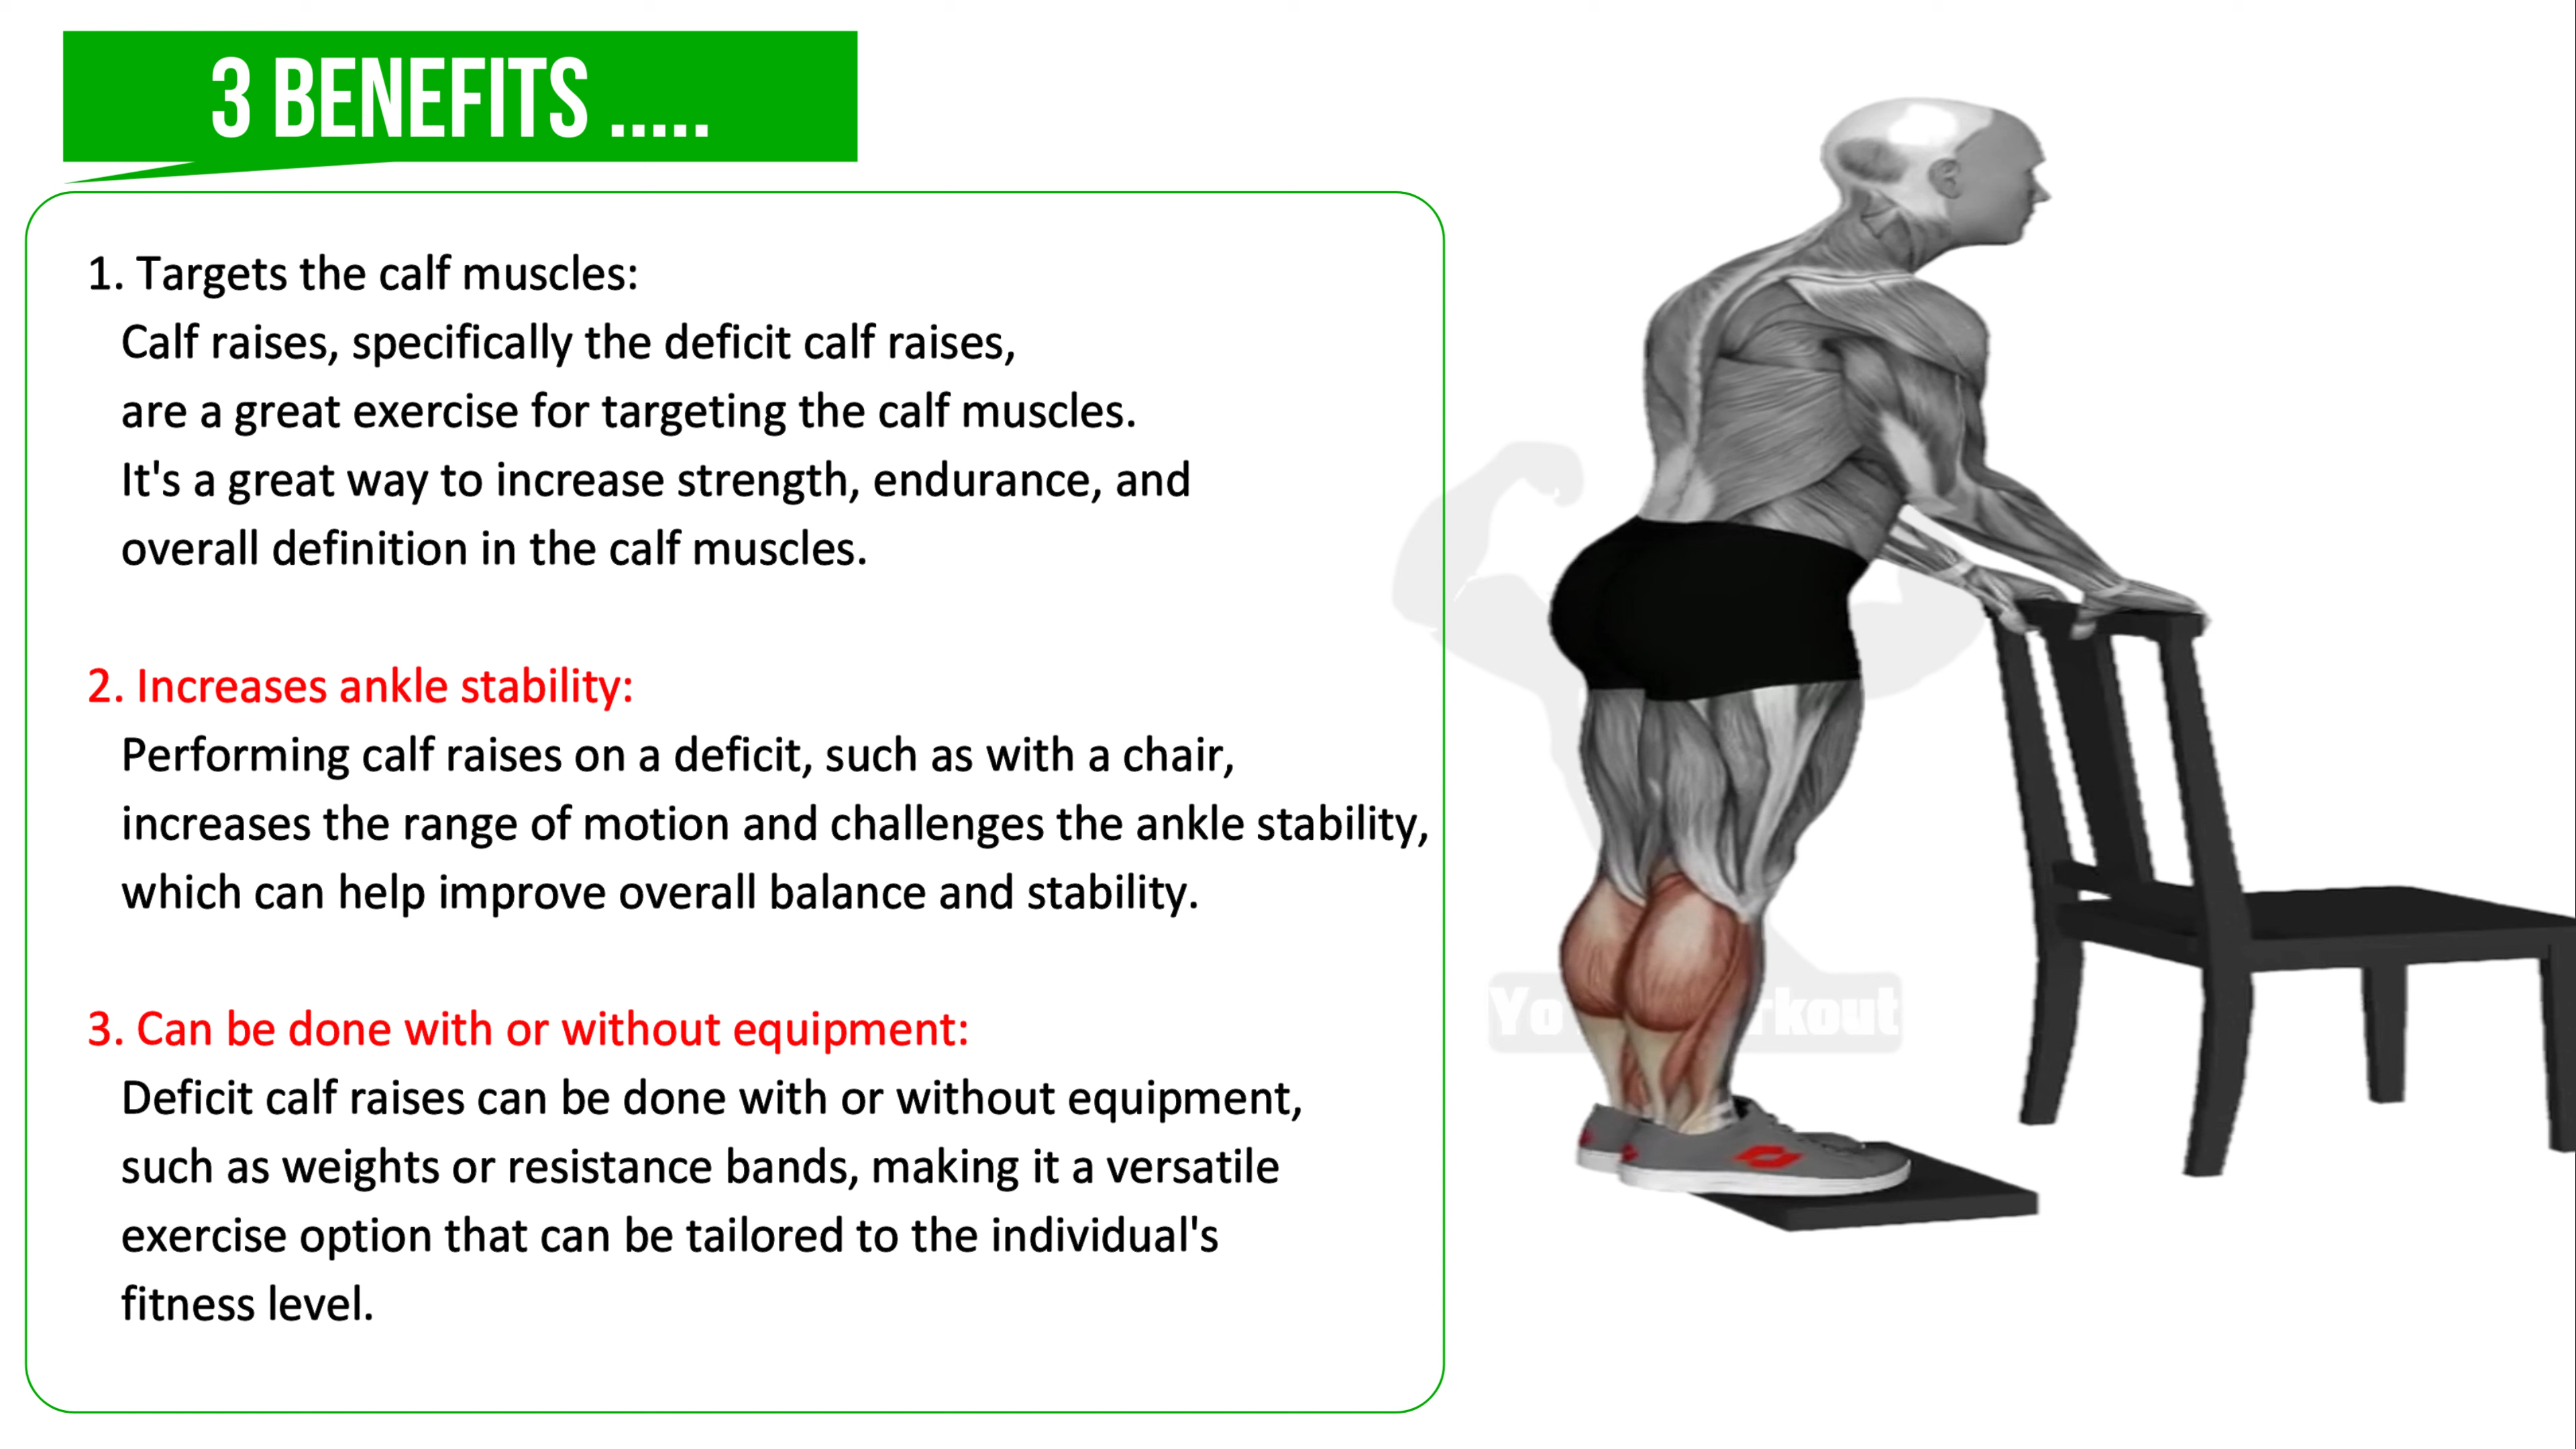 3 BENEFITS .....
1. Targets the calf muscles:
Calf raises, specifically the deficit calf raises,
are a great exercise for targeting the calf muscles.
It's a great way to increase strength, endurance, and
overall definition in the calf muscles.
2. Increases ankle stability:
Performing calf raises on a deficit, such as with a chair,
increases the range of motion and challenges the ankle stability,
which can help improve overall balance and stability.
3. Can be done with or without equipment:
Deficit calf raises can be done with or without equipment,
such as weights or resistance bands, making it a versatile
exercise option that can be tailored to the individual's
fitness level.